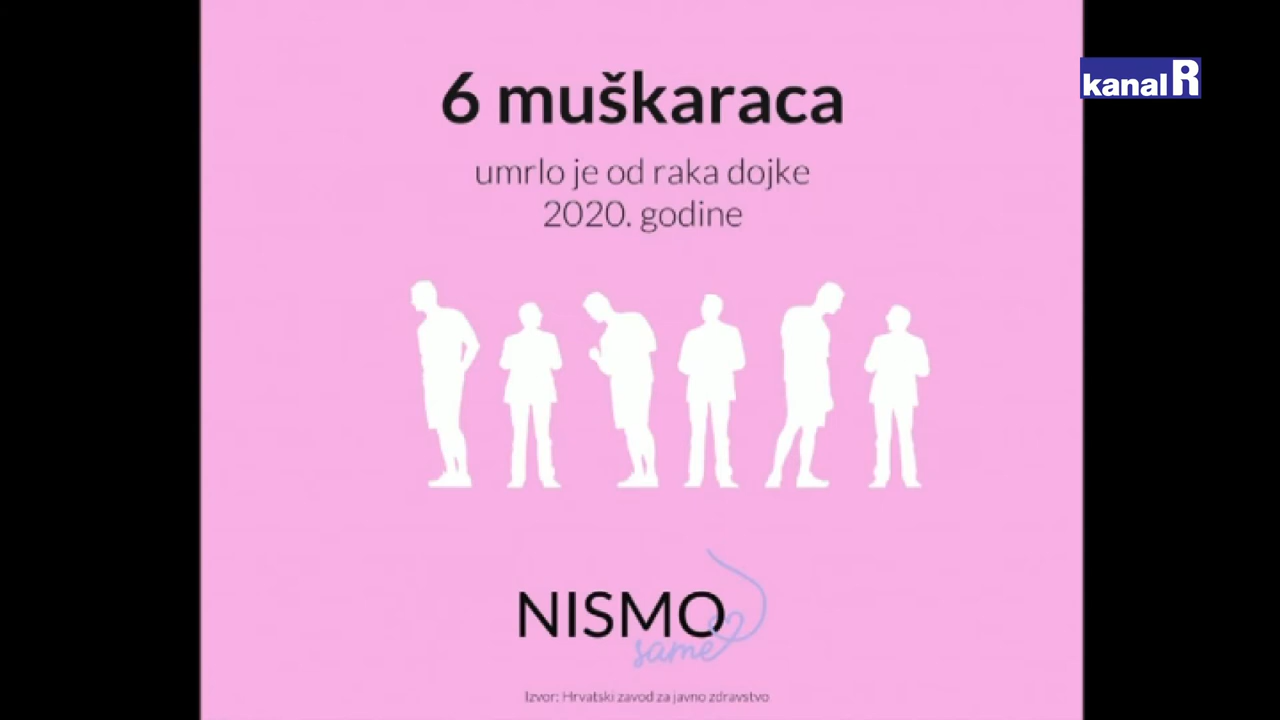 kanal R
6 muškaraca
umrlo je od raka dojke
2020. godine
NISMO
same
Izvor: Hrvatski zavod za javno zdravstvo